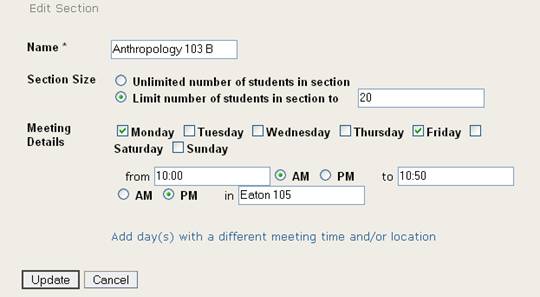 Edit Section
Name * Anthropology 103 B
Section Size Unlimited number of students in section
Limit number of students in section to 20
Meeting Details Monday Tuesday Wednesday Thursday Friday
Saturday Sunday
from 10:00 AM PM to 10:50
AM PM in Eaton 105
Add day(s) with a different meeting time and/or location
Update Cancel